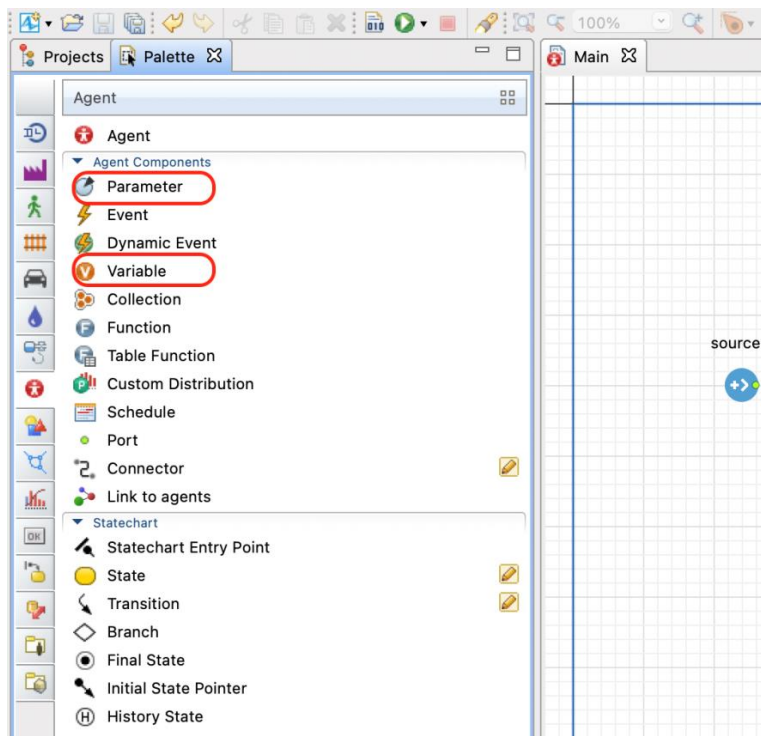 100%
Projects
Palette
Main
Agent
Agent
Agent Components
Parameter
Event
Dynamic Event
Variable
Collection
Function
Table Function
Custom Distribution
Schedule
Port
Connector
Link to agents
Statechart
Statechart Entry Point
State
Transition
Branch
Final State
Initial State Pointer
History State
source
010
V
F
F
OK
H